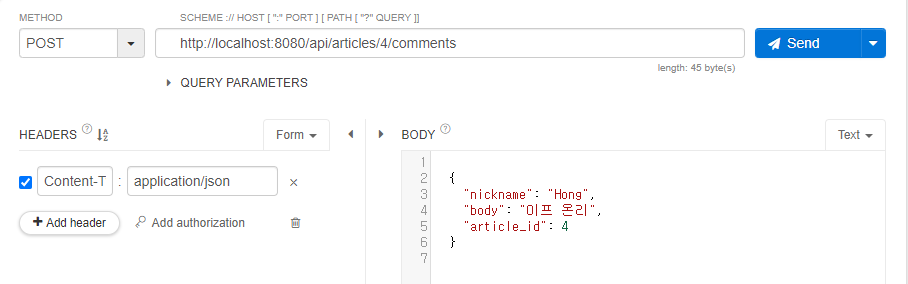 METHOD
SCHEME :// HOST [ ":" PORT ] [ PATH [ "?" QUERY ]]
POST
http://localhost:8080/api/articles/4/comments
Send
length: 45 byte(s)
QUERY PARAMETERS
HEADERS ? A Z
Form
BODY ?
Text
Content-T : application/json ×
+ Add header
Add authorization
1
2 {
3 "nickname": "Hong",
4 "body": "이프 온리",
5 "article_id": 4
6 }
7